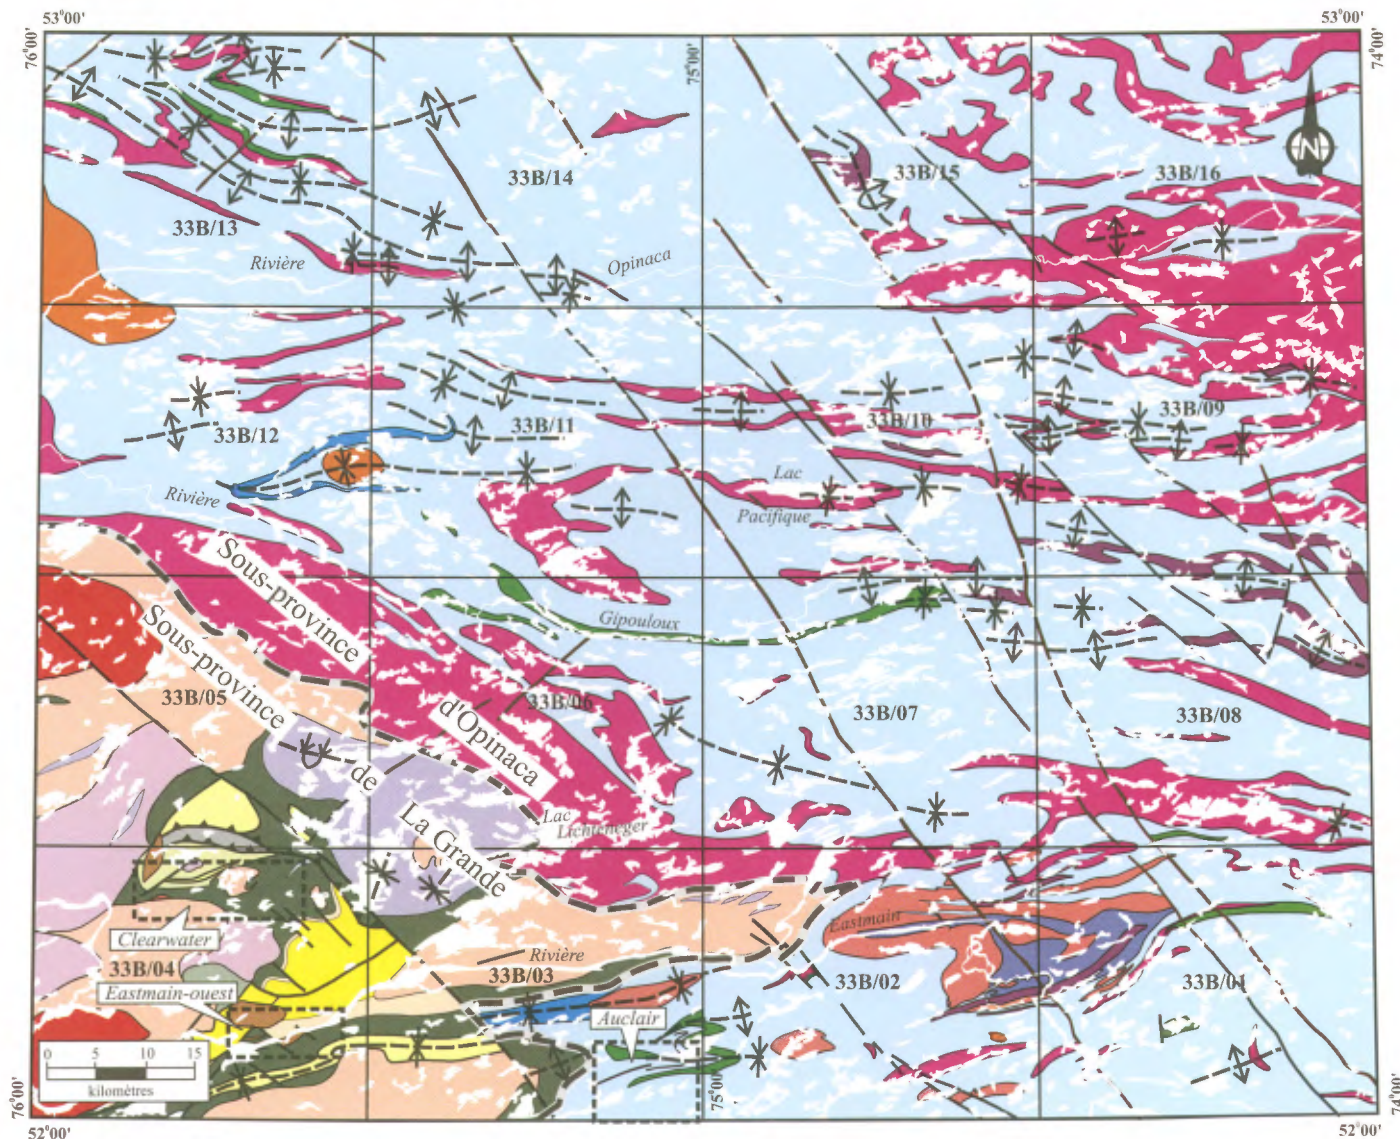 53°00'
53°00'
76°00'
75°00'
74°00'
N
33B/14
33B/15
33B/16
33B/13
Rivière
Opinaca
33B/12
33B/11
33B/10
33B/09
Rivière
Lac
Pacifique
Sous-province
d'Opinaca
Gipouloux
Sous-province
de
La Grande
33B/05
33B/06
33B/07
33B/08
Lac
Lichteneger
Clearwater
33B/04
Eastmain-ouest
Rivière
33B/03
Eastmain
33B/02
33B/01
Auclair
0 5 10 15
kilomètres
76°00'
75°00'
74°00'
52°00'
52°00'